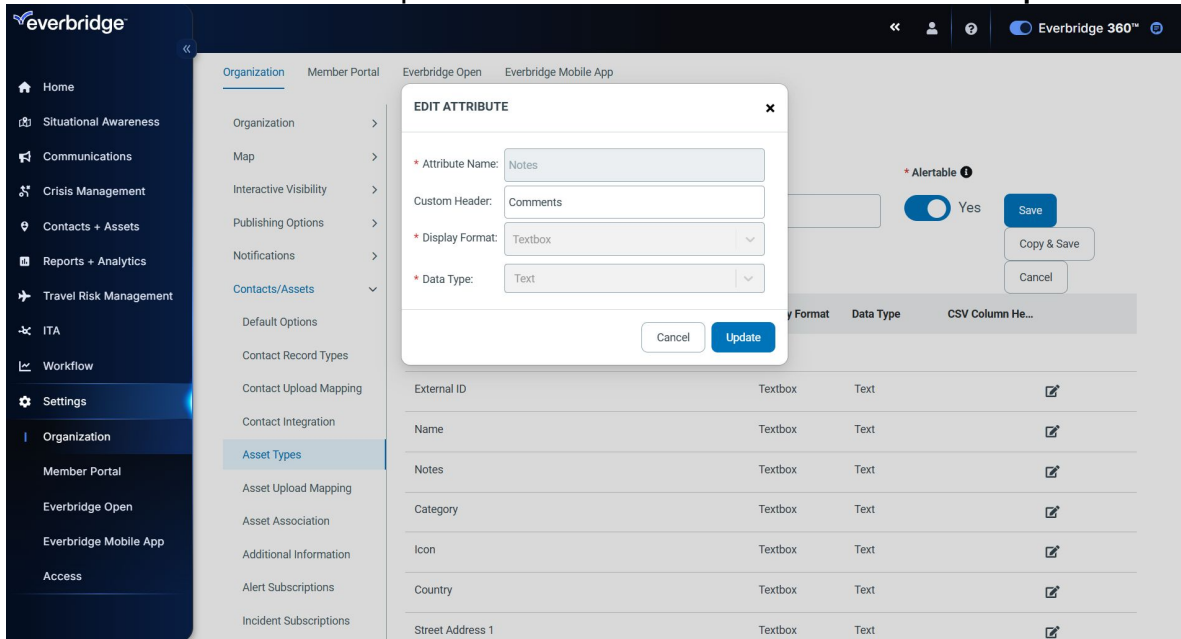 everbridge
Everbridge 360™
Home
Situational Awareness
Communications
Crisis Management
Contacts + Assets
Reports + Analytics
Travel Risk Management
ITA
Workflow
Settings
Organization
Member Portal
Everbridge Open
Everbridge Mobile App
Access
Organization Member Portal Everbridge Open Everbridge Mobile App
Organization
Map
Interactive Visibility
Publishing Options
Notifications
Contacts/Assets
Default Options
Contact Record Types
Contact Upload Mapping
Contact Integration
Asset Types
Asset Upload Mapping
Asset Association
Additional Information
Alert Subscriptions
Incident Subscriptions
EDIT ATTRIBUTE
* Attribute Name: Notes
Custom Header: Comments
* Display Format: Textbox
* Data Type: Text
Cancel Update
* Alertable
Yes
Save
Copy & Save
Cancel
y Format Data Type CSV Column He...
External ID Textbox Text
Name Textbox Text
Notes Textbox Text
Category Textbox Text
Icon Textbox Text
Country Textbox Text
Street Address 1 Textbox Text